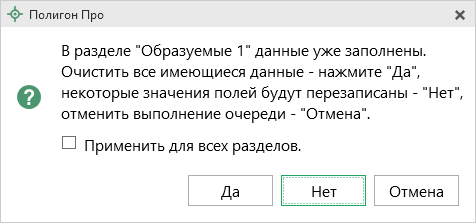 Полигон Про
В разделе "Образуемые 1" данные уже заполнены.
Очистить все имеющиеся данные - нажмите "Да",
некоторые значения полей будут перезаписаны - "Нет",
отменить выполнение очереди - "Отмена".
Применить для всех разделов.
Да Нет Отмена